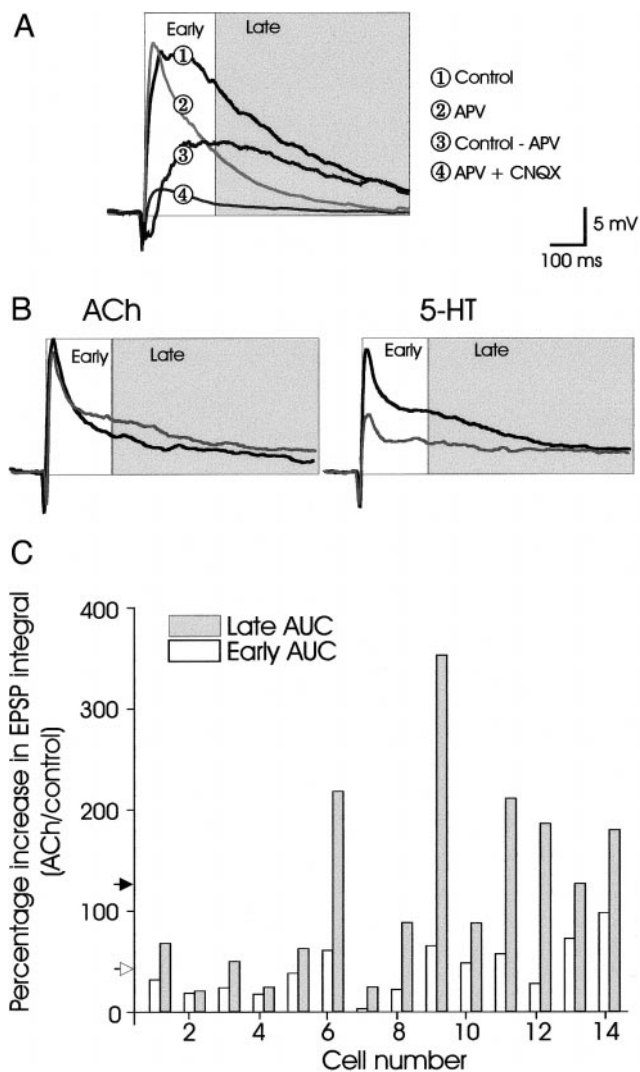 A
Early
Late
① Control
② APV
③ Control - APV
④ APV + CNQX
①
②
③
④
5 mV
100 ms
B
ACh
5-HT
Early
Late
Early
Late
C
Percentage increase in EPSP integral
(ACh/control)
400
300
200
100
0
Late AUC
Early AUC
2
4
6
8
10
12
14
Cell number